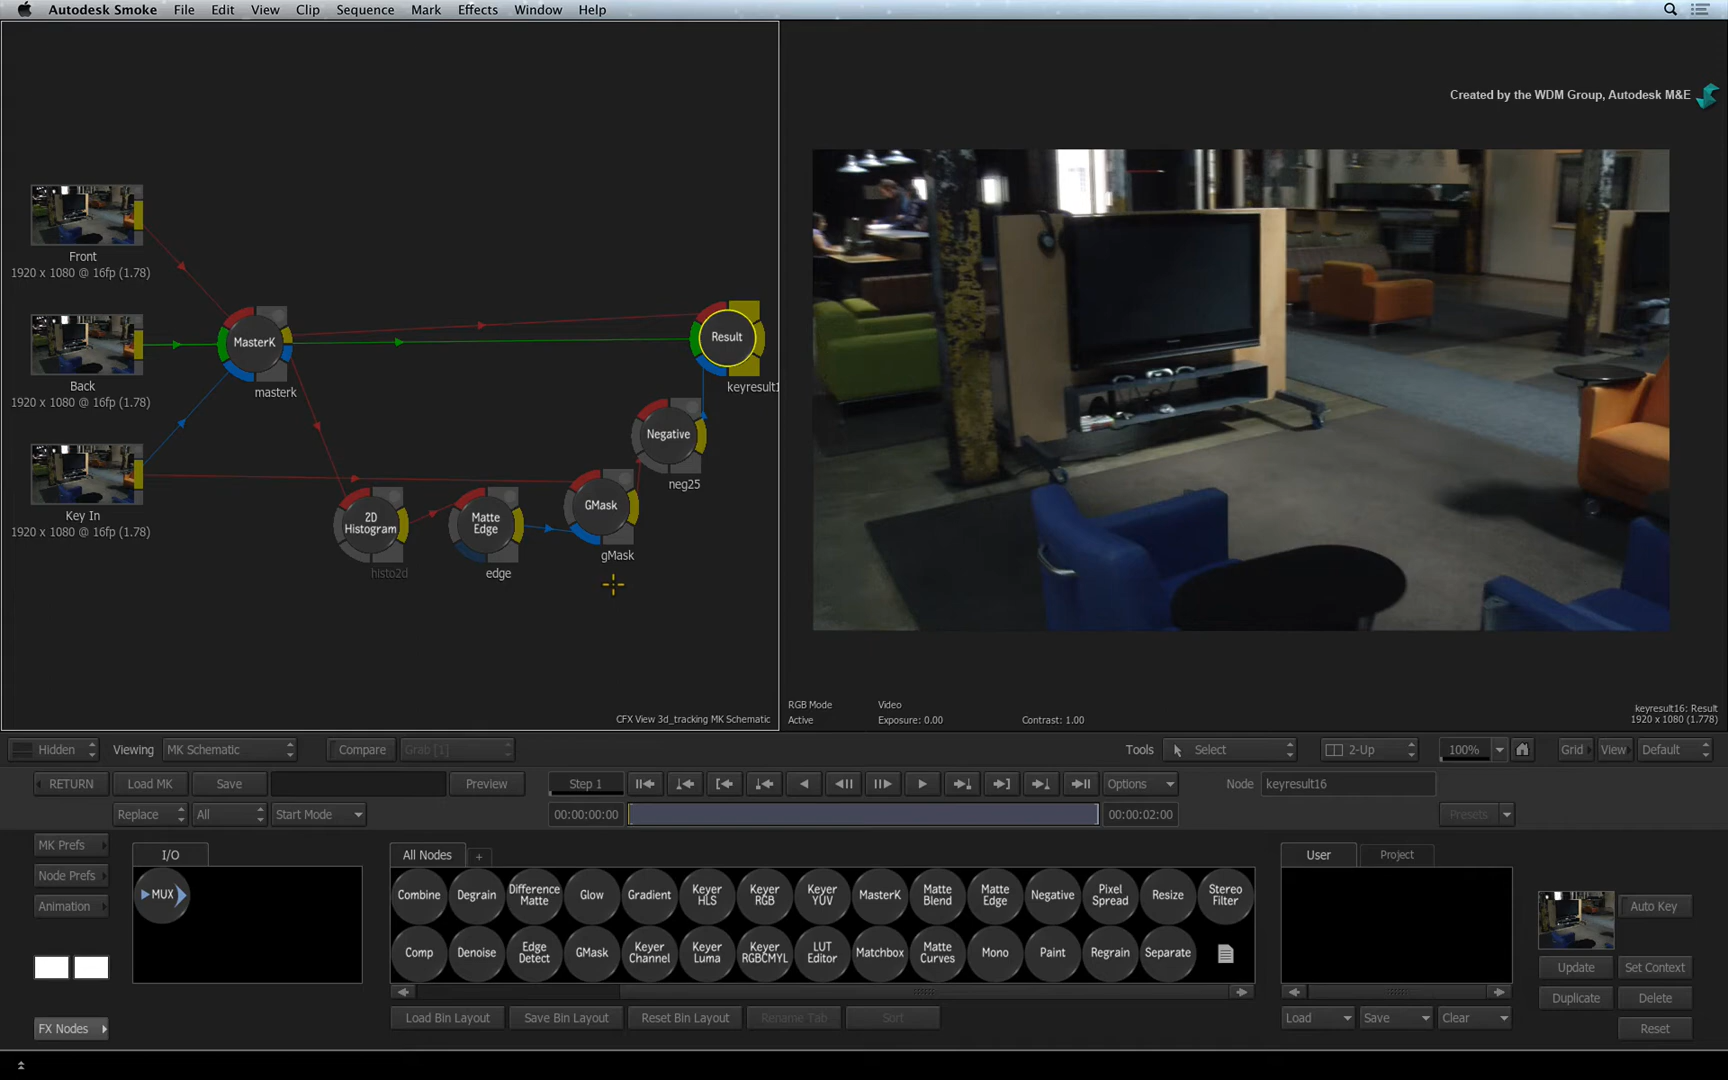 Autodesk Smoke File Edit View Clip Sequence Mark Effects Window Help
Created by the WDM Group, Autodesk M&E
Front
1920 x 1080 @ 16fp (1.78)
Back
1920 x 1080 @ 16fp (1.78)
Key In
1920 x 1080 @ 16fp (1.78)
MasterK
masterk
Result
keyresult1
Negative
neg25
GMask
gMask
2D
Histogram
histo2d
Matte
Edge
edge
CFX View 3d_tracking MK Schematic
RGB Mode Video
Active Exposure: 0.00 Contrast: 1.00
keyresult16: Result
1920 x 1080 (1.778)
Hidden Viewing MK Schematic Compare Grab [1] Tools Select 2-Up 100% Grid View Default
RETURN Load MK Save Preview Step 1 Options Node keyresult16
Replace All Start Mode 00:00:00:00 00:00:02:00 Presets
MK Prefs
Node Prefs
Animation
FX Nodes
I/O
MUX
All Nodes +
Combine Degrain Difference Matte Glow Gradient Keyer HLS Keyer RGB Keyer YUV MasterK Matte Blend Matte Edge Negative Pixel Spread Resize Stereo Filter
Comp Denoise Edge Detect GMask Keyer Channel Keyer Luma Keyer RGBCMYL LUT Editor Matchbox Matte Curves Mono Paint Regrain Separate
Load Bin Layout Save Bin Layout Reset Bin Layout Rename Tab Sort
User Project
Load Save Clear
Auto Key
Update Set Context
Duplicate Delete
Reset